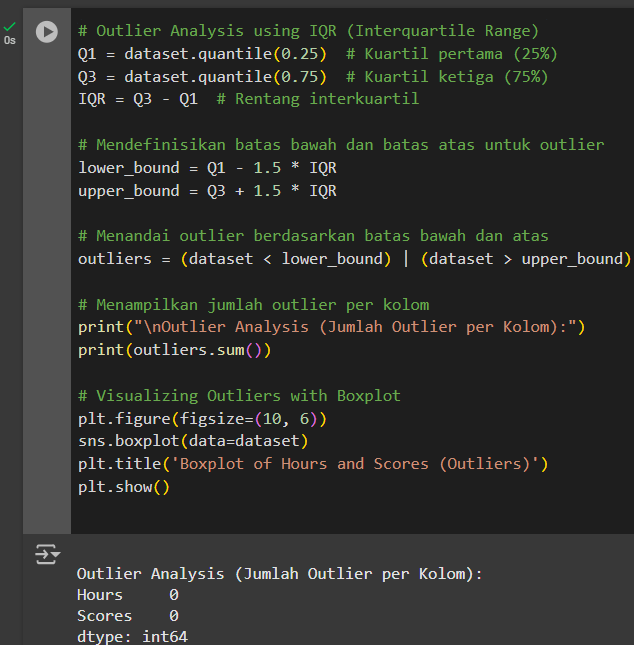 0s
# Outlier Analysis using IQR (Interquartile Range)
Q1 = dataset.quantile(0.25)  # Kuartil pertama (25%)
Q3 = dataset.quantile(0.75)  # Kuartil ketiga (75%)
IQR = Q3 - Q1  # Rentang interkuartil

# Mendefinisikan batas bawah dan batas atas untuk outlier
lower_bound = Q1 - 1.5 * IQR
upper_bound = Q3 + 1.5 * IQR

# Menandai outlier berdasarkan batas bawah dan atas
outliers = (dataset < lower_bound) | (dataset > upper_bound)

# Menampilkan jumlah outlier per kolom
print("\nOutlier Analysis (Jumlah Outlier per Kolom):")
print(outliers.sum())

# Visualizing Outliers with Boxplot
plt.figure(figsize=(10, 6))
sns.boxplot(data=dataset)
plt.title('Boxplot of Hours and Scores (Outliers)')
plt.show()

Outlier Analysis (Jumlah Outlier per Kolom):
Hours     0
Scores    0
dtype: int64